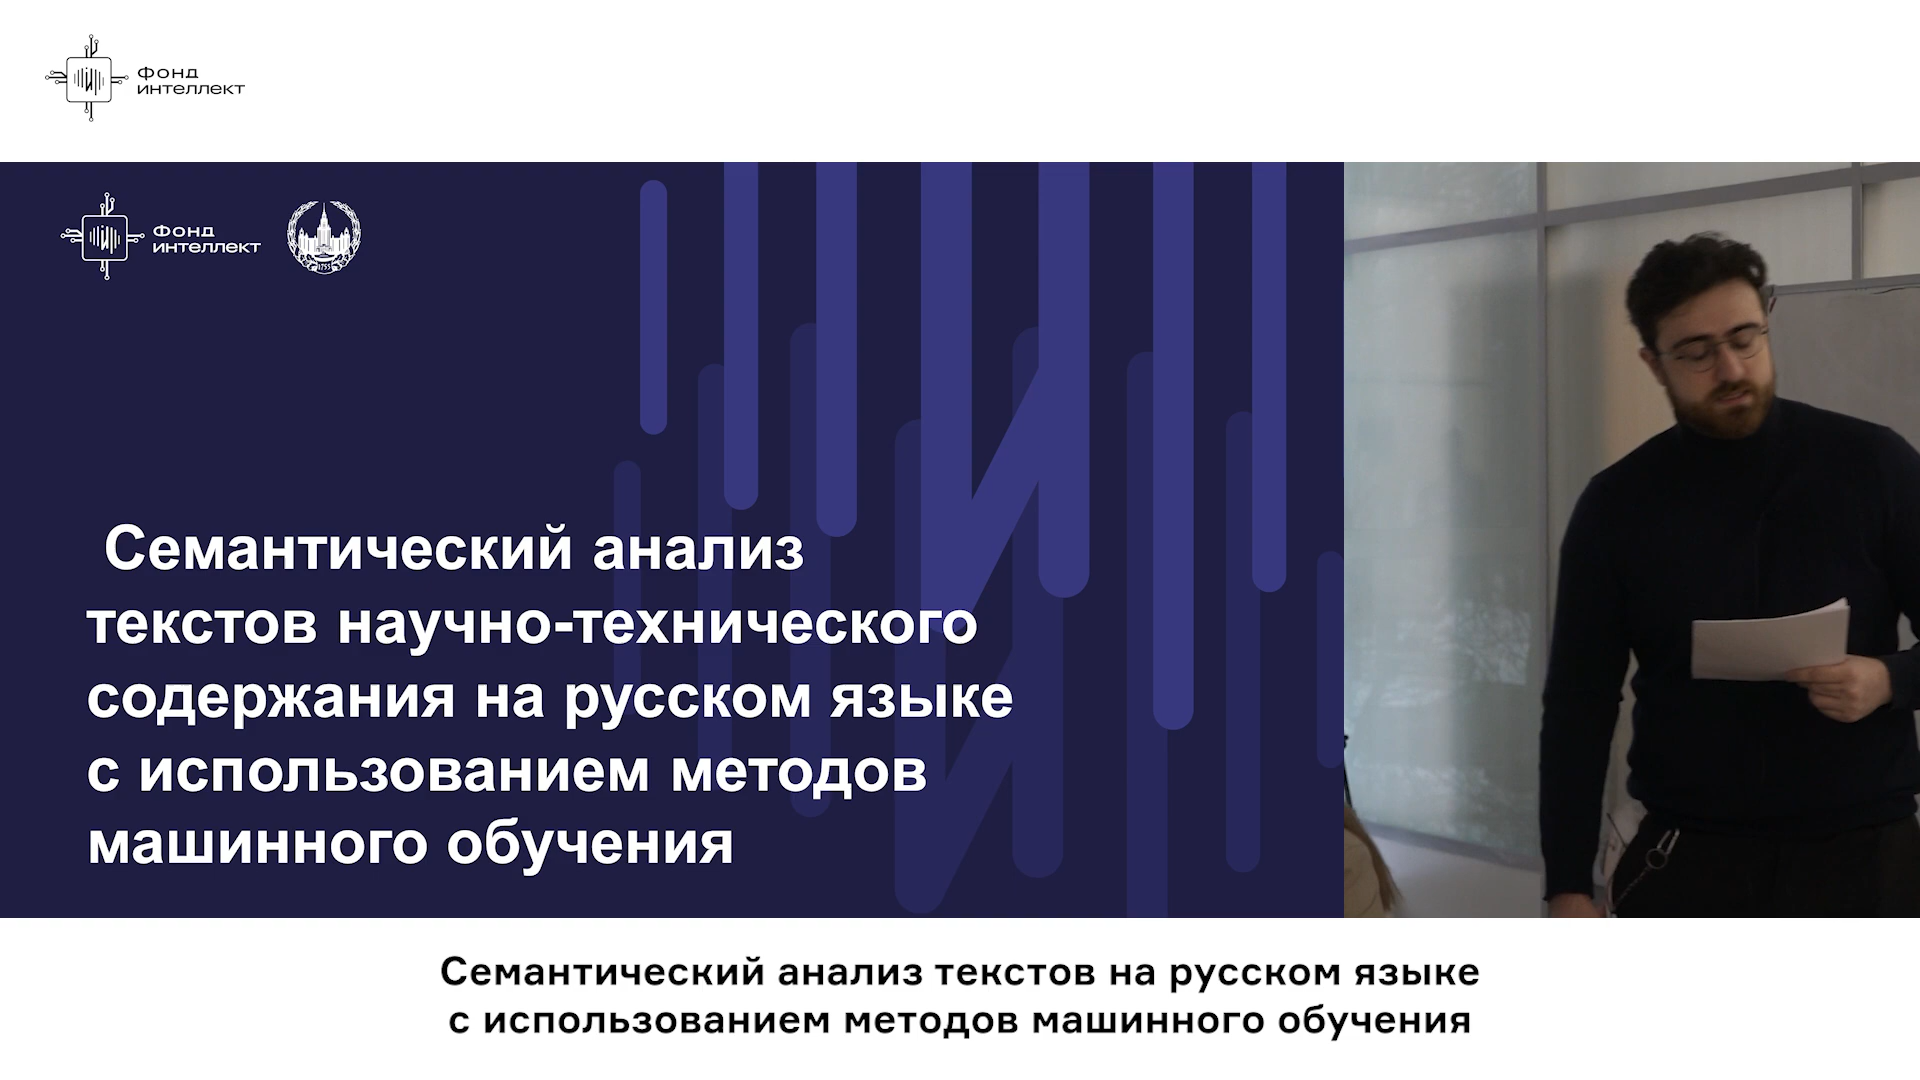 Фонд
интеллект
Фонд
интеллект
1755
Семантический анализ
текстов научно-технического
содержания на русском языке
с использованием методов
машинного обучения
Семантический анализ текстов на русском языке
с использованием методов машинного обучения